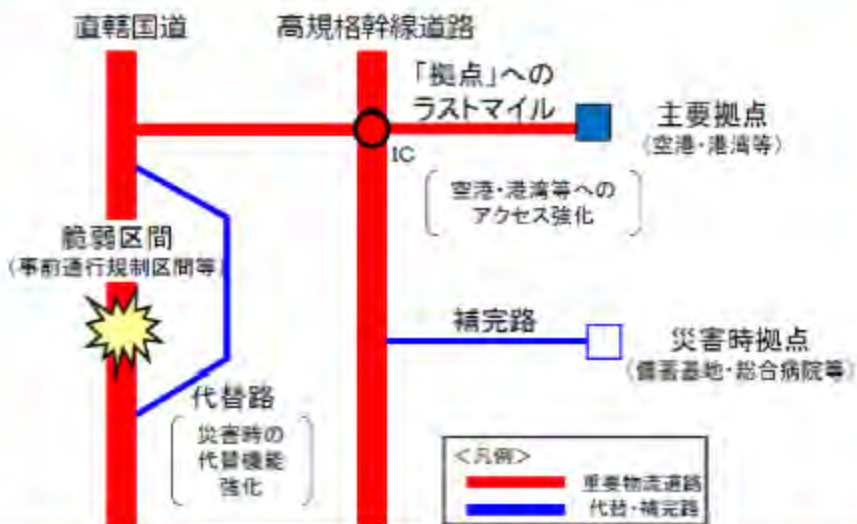 直轄国道
高規格幹線道路
「拠点」への
ラストマイル
主要拠点
(空港・港湾等)
IC
空港・港湾等への
アクセス強化
脆弱区間
(事前通行規制区間等)
補完路
災害時拠点
(備蓄基地・総合病院等)
代替路
災害時の
代替機能
強化
<凡例>
重要物流道路
代替・補完路